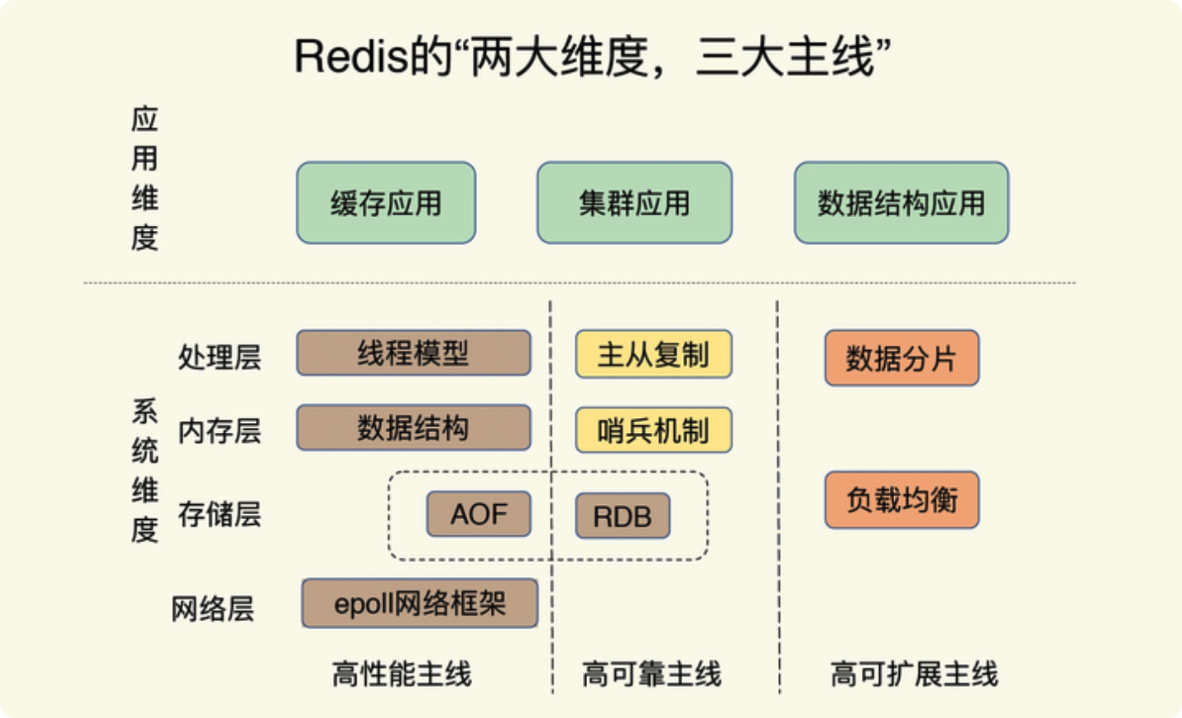 Redis的“两大维度，三大主线”
应用维度
缓存应用
集群应用
数据结构应用
系统维度
处理层
线程模型
主从复制
数据分片
内存层
数据结构
哨兵机制
存储层
AOF
RDB
负载均衡
网络层
epoll网络框架
高性能主线
高可靠主线
高可扩展主线